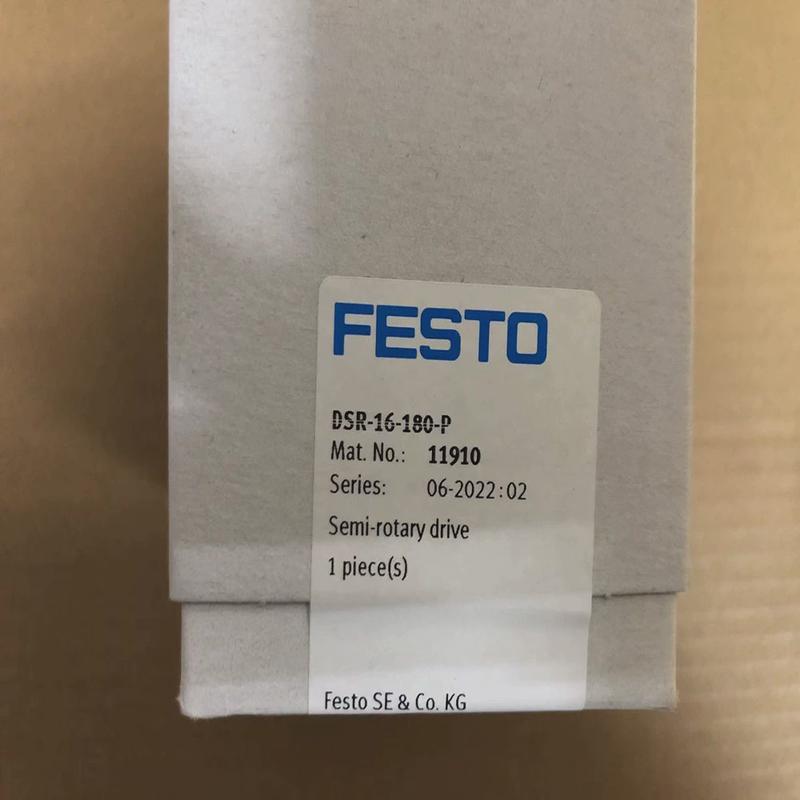 FESTO
DSR-16-180-P
Mat. No.: 11910
Series: 06-2022:02
Semi-rotary drive
1 piece(s)
Festo SE & Co. KG